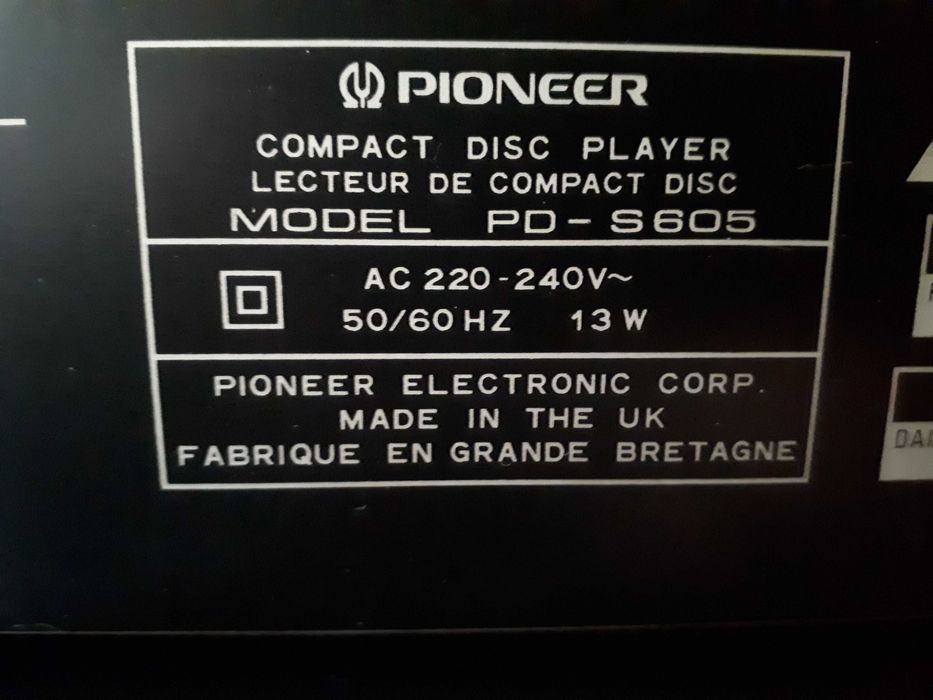 PIONEER
COMPACT DISC PLAYER
LECTEUR DE COMPACT DISC
MODEL PD-S605
AC 220-240V~
50/60 HZ 13 W
PIONEER ELECTRONIC CORP.
MADE IN THE UK
FABRIQUE EN GRANDE BRETAGNE